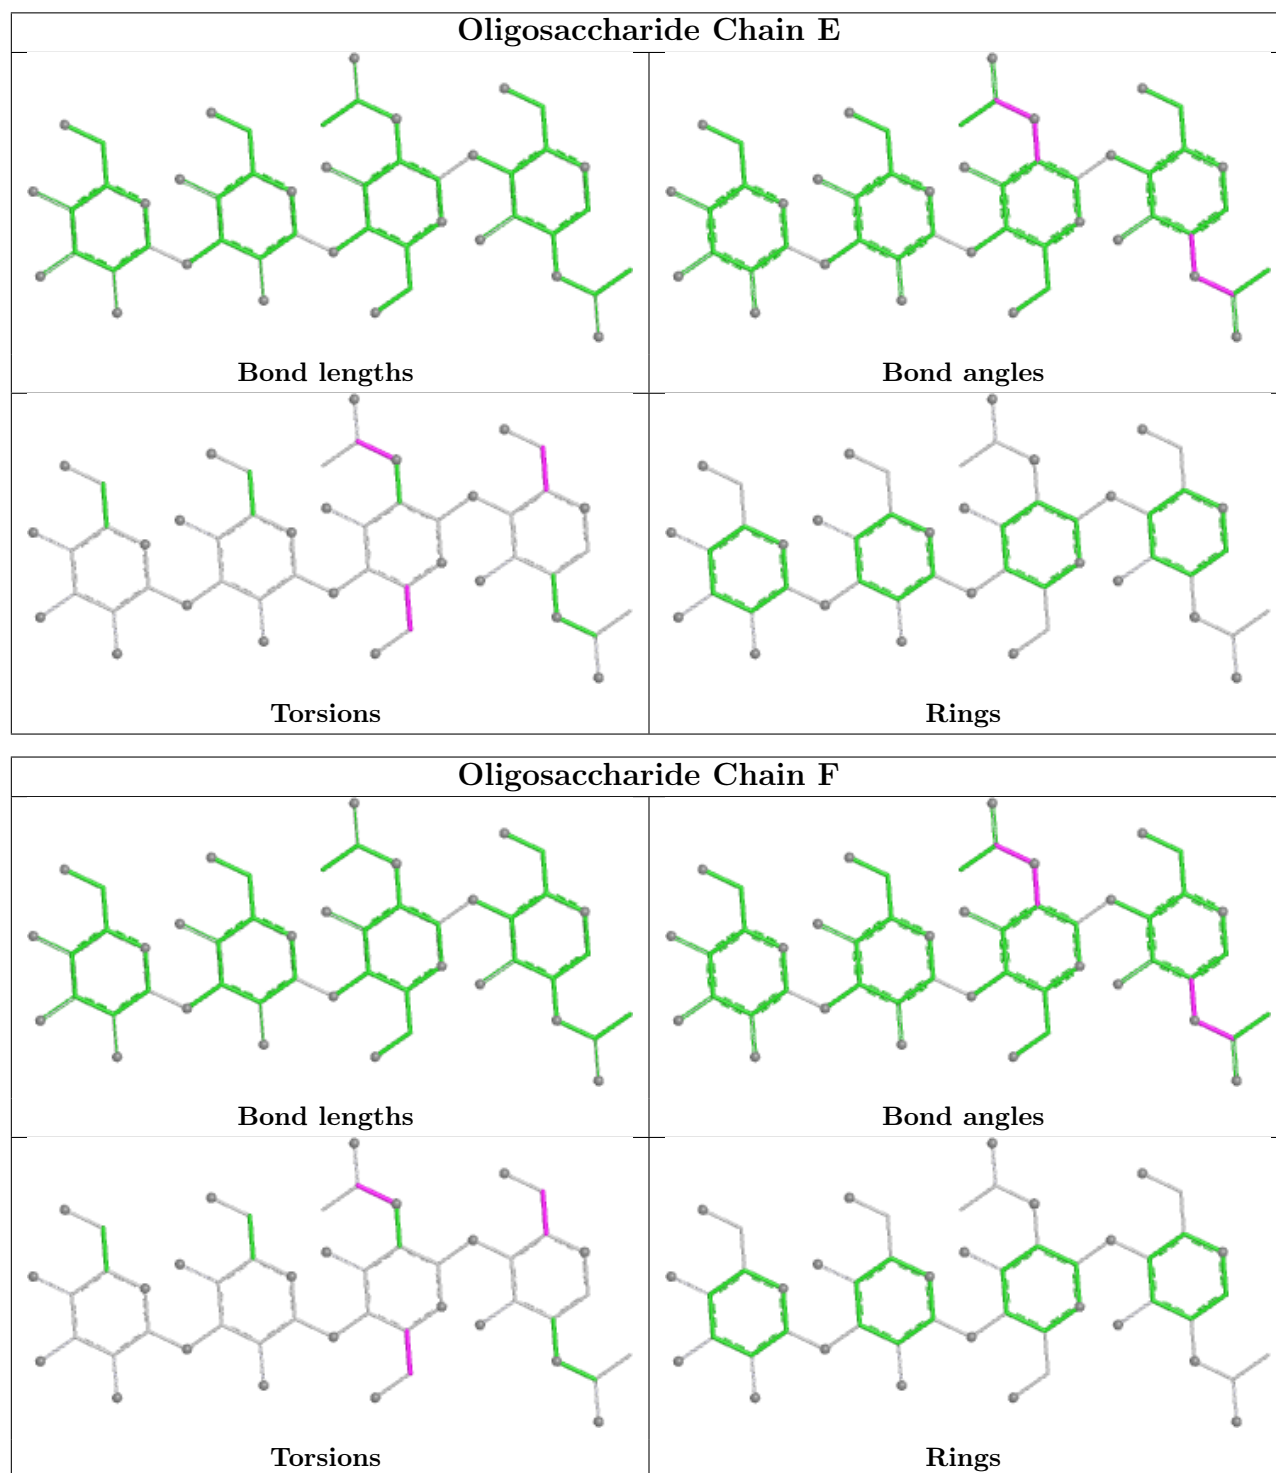 Oligosaccharide Chain E
Bond lengths
Bond angles
Torsions
Rings
Oligosaccharide Chain F
Bond lengths
Bond angles
Torsions
Rings